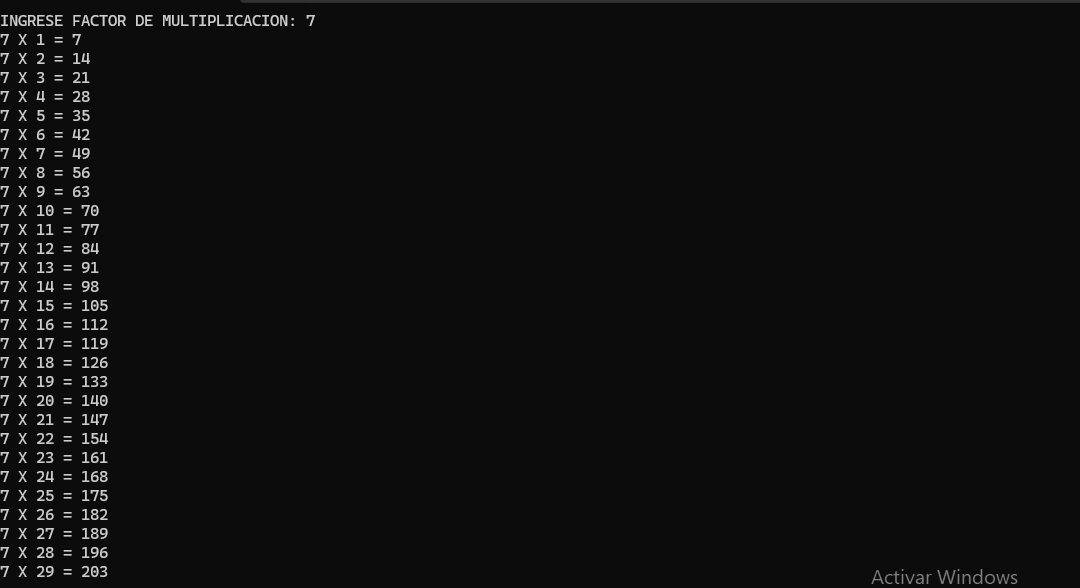 INGRESE FACTOR DE MULTIPLICACION: 7
7 X 1 = 7
7 X 2 = 14
7 X 3 = 21
7 X 4 = 28
7 X 5 = 35
7 X 6 = 42
7 X 7 = 49
7 X 8 = 56
7 X 9 = 63
7 X 10 = 70
7 X 11 = 77
7 X 12 = 84
7 X 13 = 91
7 X 14 = 98
7 X 15 = 105
7 X 16 = 112
7 X 17 = 119
7 X 18 = 126
7 X 19 = 133
7 X 20 = 140
7 X 21 = 147
7 X 22 = 154
7 X 23 = 161
7 X 24 = 168
7 X 25 = 175
7 X 26 = 182
7 X 27 = 189
7 X 28 = 196
7 X 29 = 203
Activar Windows